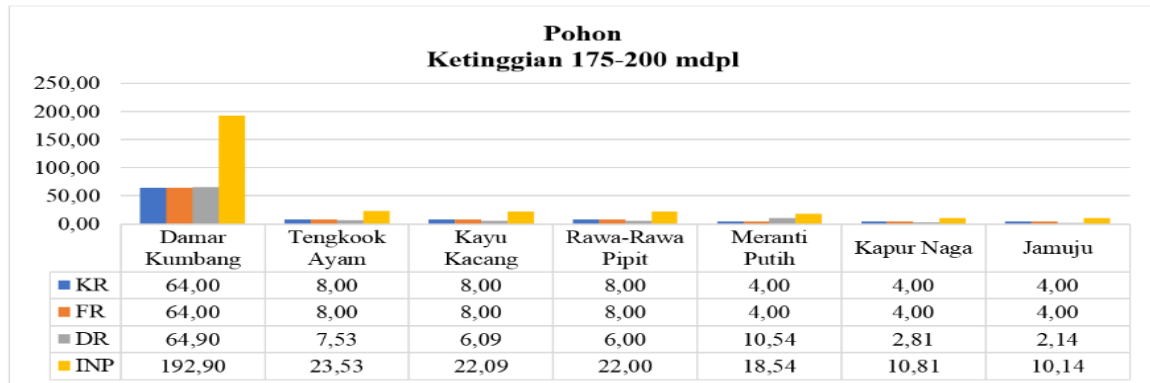 Pohon
Ketinggian 175-200 mdpl
250,00
200,00
150,00
100,00
50,00
0,00
Damar Kumbang Tengkook Ayam Kayu Kacang Rawa-Rawa Pipit Meranti Putih Kapur Naga Jamuju
KR 64,00 8,00 8,00 8,00 4,00 4,00 4,00
FR 64,00 8,00 8,00 8,00 4,00 4,00 4,00
DR 64,90 7,53 6,09 6,00 10,54 2,81 2,14
INP 192,90 23,53 22,09 22,00 18,54 10,81 10,14